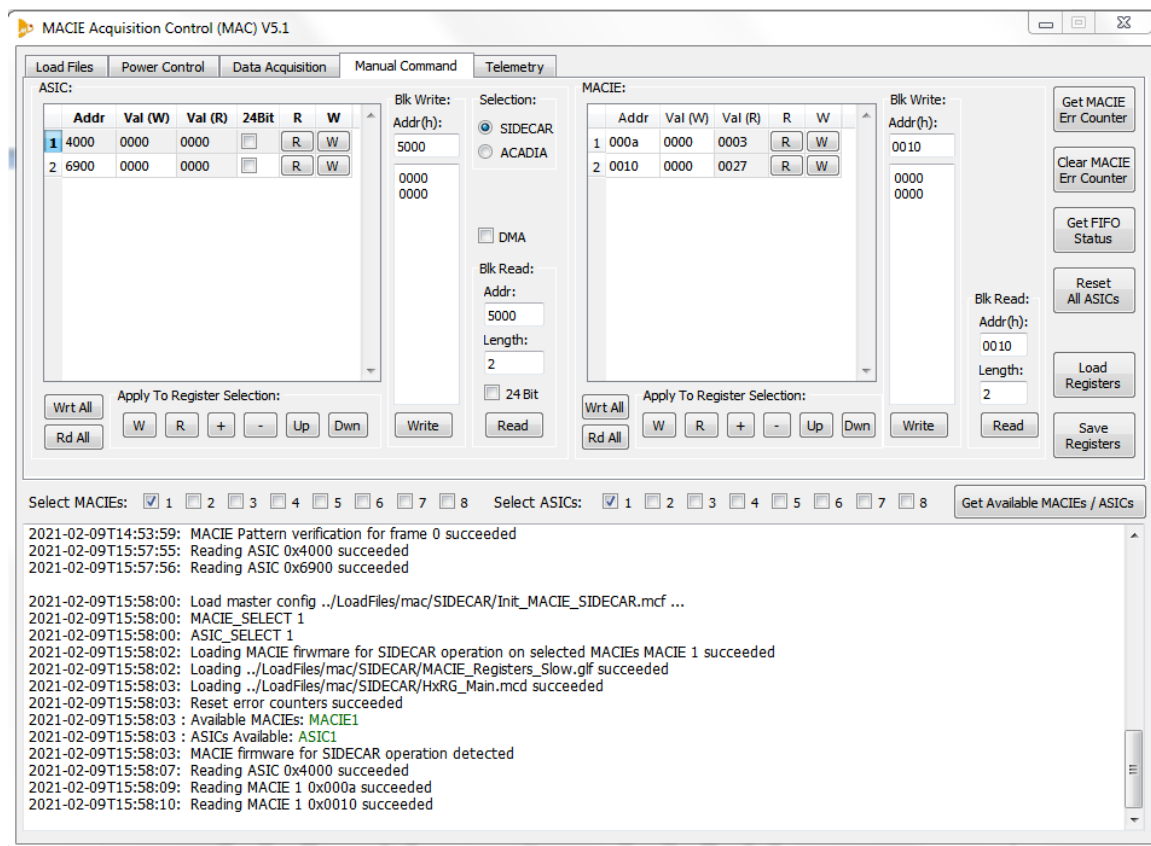 MACIE Acquisition Control (MAC) V5.1
Load Files Power Control Data Acquisition Manual Command Telemetry
ASIC:
Addr Val (W) Val (R) 24Bit R W
1 4000 0000 0000 R W
2 6900 0000 0000 R W
Wrt All
Rd All
Apply To Register Selection:
W R + - Up Dwn
Blk Write:
Addr(h):
5000
0000
0000
Write
Selection:
SIDECAR
ACADIA
DMA
Blk Read:
Addr:
5000
Length:
2
24 Bit
Read
MACIE:
Addr Val (W) Val (R) R W
1 000a 0000 0003 R W
2 0010 0000 0027 R W
Wrt All
Rd All
Apply To Register Selection:
W R + - Up Dwn
Blk Write:
Addr(h):
0010
0000
0000
Write
Blk Read:
Addr(h):
0010
Length:
2
Read
Get MACIE
Err Counter
Clear MACIE
Err Counter
Get FIFO
Status
Reset
All ASICs
Load
Registers
Save
Registers
Select MACIEs: 1 2 3 4 5 6 7 8 Select ASICs: 1 2 3 4 5 6 7 8 Get Available MACIEs / ASICs
2021-02-09T14:53:59: MACIE Pattern verification for frame 0 succeeded
2021-02-09T15:57:55: Reading ASIC 0x4000 succeeded
2021-02-09T15:57:56: Reading ASIC 0x6900 succeeded
2021-02-09T15:58:00: Load master config ../LoadFiles/mac/SIDECAR/Init_MACIE_SIDECAR.mcf ...
2021-02-09T15:58:00: MACIE_SELECT 1
2021-02-09T15:58:00: ASIC_SELECT 1
2021-02-09T15:58:02: Loading MACIE firwmare for SIDECAR operation on selected MACIEs MACIE 1 succeeded
2021-02-09T15:58:02: Loading ../LoadFiles/mac/SIDECAR/MACIE_Registers_Slow.glf succeeded
2021-02-09T15:58:03: Loading ../LoadFiles/mac/SIDECAR/HxRG_Main.mcd succeeded
2021-02-09T15:58:03: Reset error counters succeeded
2021-02-09T15:58:03 : Available MACIEs: MACIE1
2021-02-09T15:58:03 : ASICs Available: ASIC1
2021-02-09T15:58:03: MACIE firmware for SIDECAR operation detected
2021-02-09T15:58:07: Reading ASIC 0x4000 succeeded
2021-02-09T15:58:09: Reading MACIE 1 0x000a succeeded
2021-02-09T15:58:10: Reading MACIE 1 0x0010 succeeded